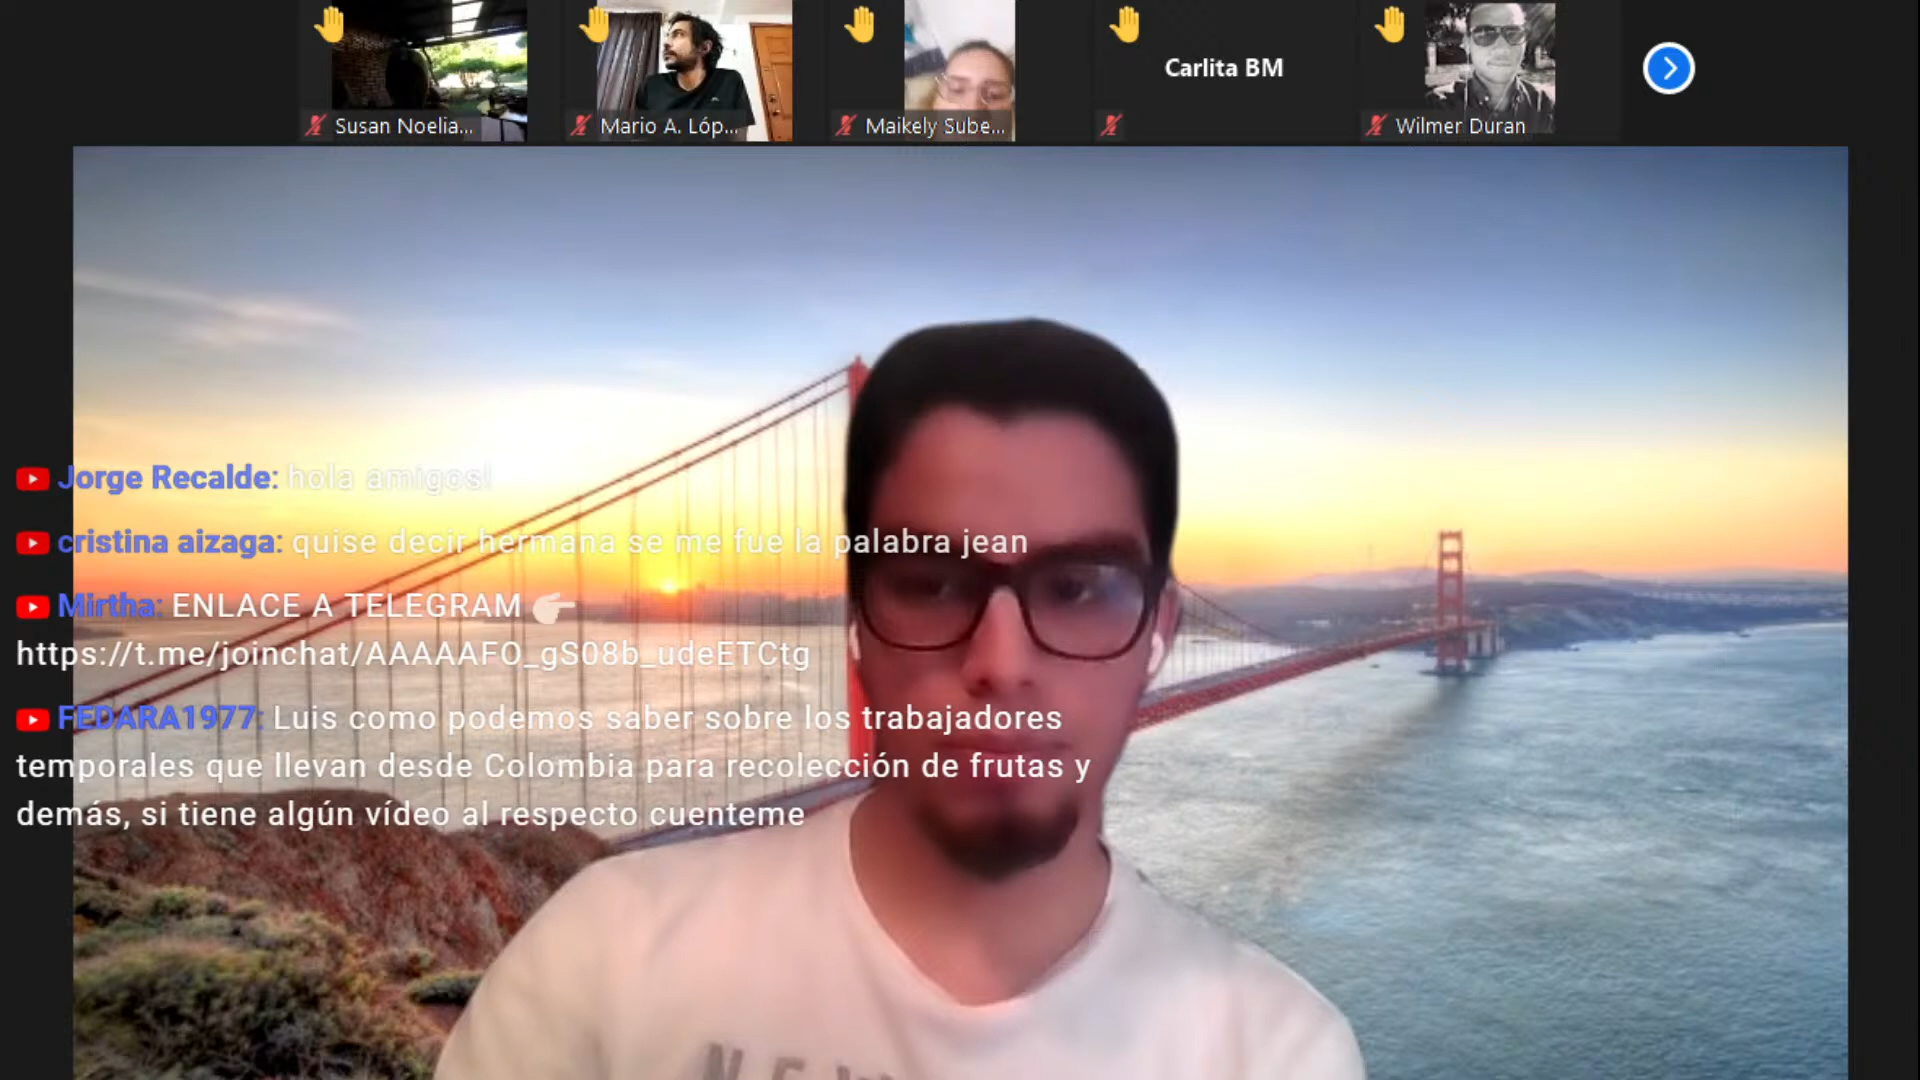 Susan Noelia...
Mario A. Lóp...
Maikely Sube...
Carlita BM
Wilmer Duran
Jorge Recalde: hola amigos!
cristina aizaga: quise decir hermana se me fue la palabra jean
Mirtha: ENLACE A TELEGRAM 👉
https://t.me/joinchat/AAAAAFO_gS08b_udeETCtg
FEDARA1977: Luis como podemos saber sobre los trabajadores
temporales que llevan desde Colombia para recolección de frutas y
demás, si tiene algún vídeo al respecto cuenteme